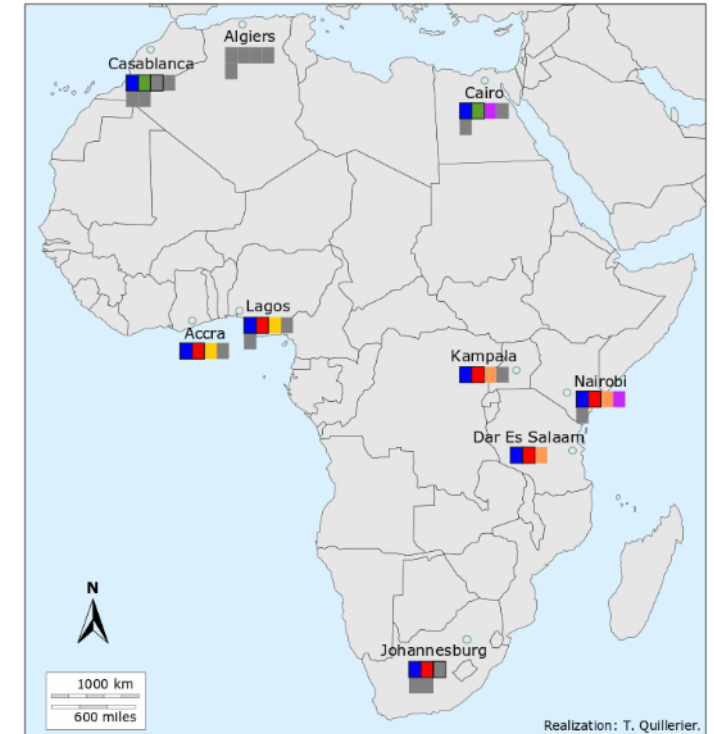 Algiers
Casablanca
Cairo
Lagos
Accra
Kampala
Nairobi
Dar Es Salaam
N
Johannesburg
1000 km
600 miles
Realization: T. Quillerier.